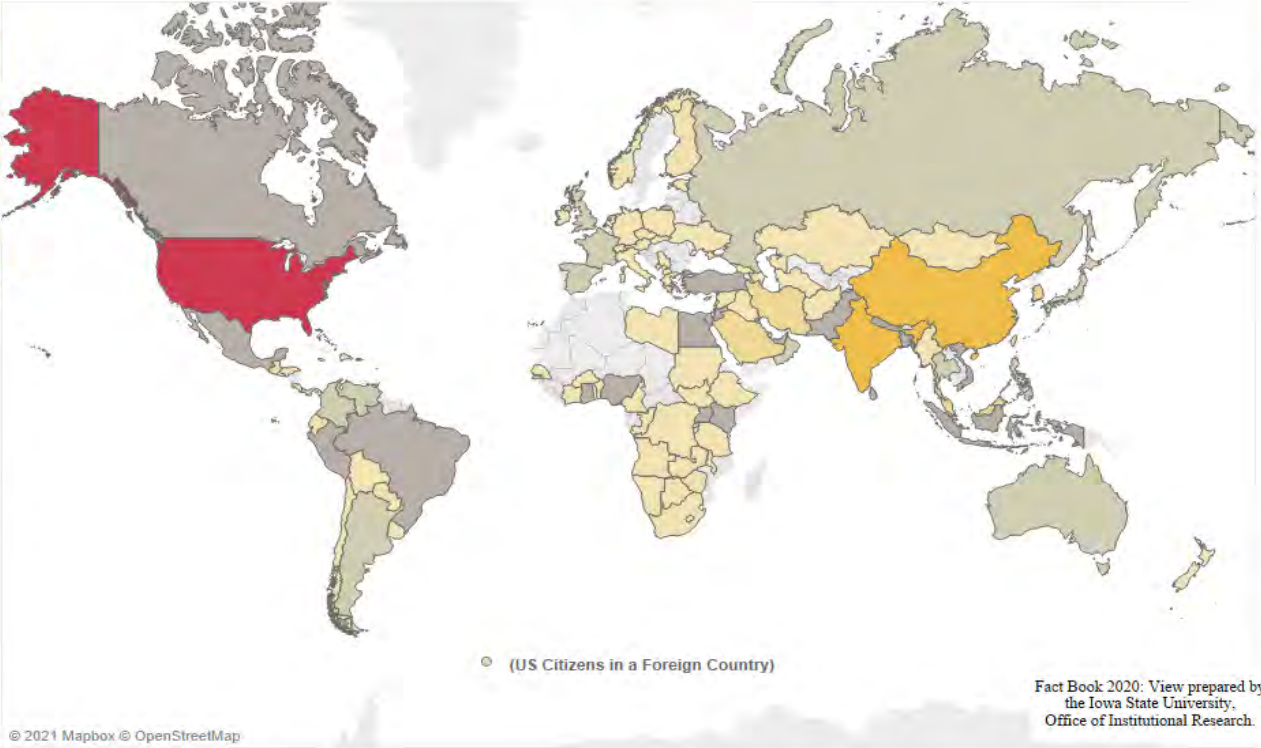 (US Citizens in a Foreign Country)
Fact Book 2020: View prepared by
the Iowa State University,
Office of Institutional Research.
© 2021 Mapbox © OpenStreetMap